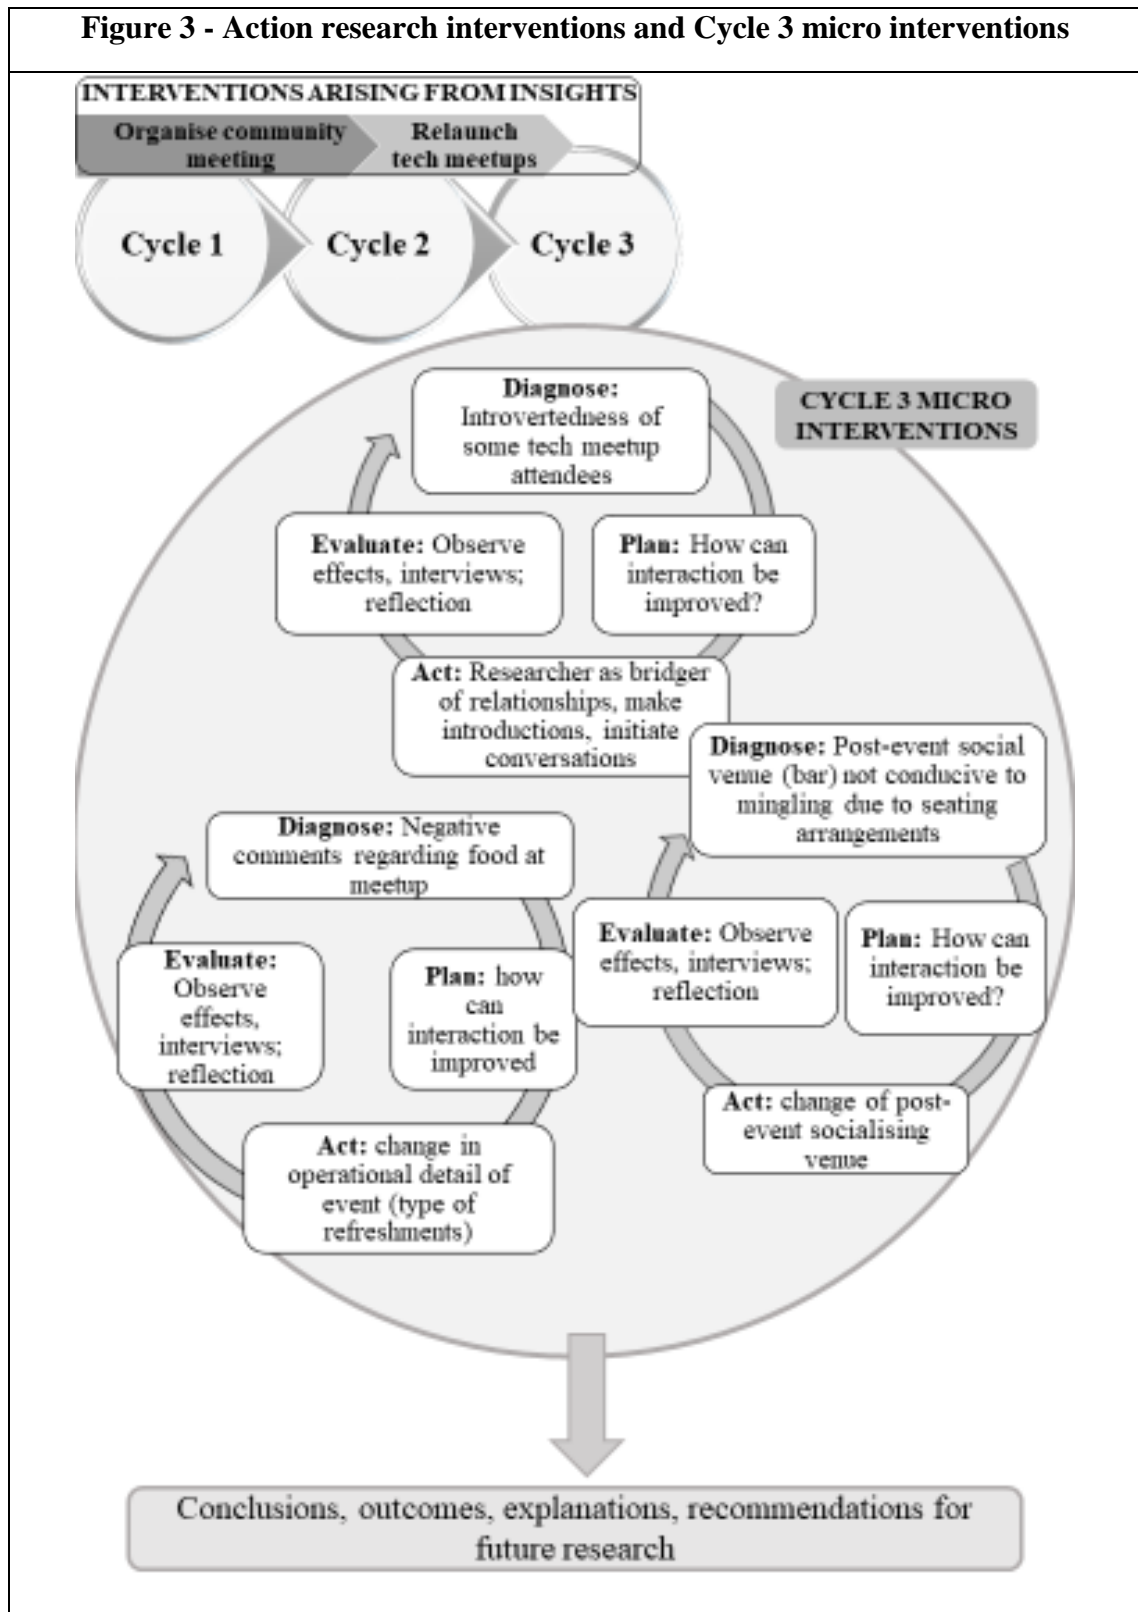 Figure 3 - Action research interventions and Cycle 3 micro interventions
INTERVENTIONS ARISING FROM INSIGHTS
Organise community
meeting
Relaunch
tech meetups
Cycle 1
Cycle 2
Cycle 3
CYCLE 3 MICRO
INTERVENTIONS
Diagnose:
Introvertedness of
some tech meetup
attendees
Evaluate: Observe
effects, interviews;
reflection
Plan: How can
interaction be
improved?
Act: Researcher as bridger
of relationships, make
introductions, initiate
conversations
Diagnose: Post-event social
venue (bar) not conducive to
mingling due to seating
arrangements
Diagnose: Negative
comments regarding food at
meetup
Evaluate: Observe
effects, interviews;
reflection
Plan: How can
interaction be
improved?
Evaluate:
Observe
effects,
interviews;
reflection
Plan: how
can
interaction be
improved
Act: change of post-
event socialising
venue
Act: change in
operational detail of
event (type of
refreshments)
Conclusions, outcomes, explanations, recommendations for
future research